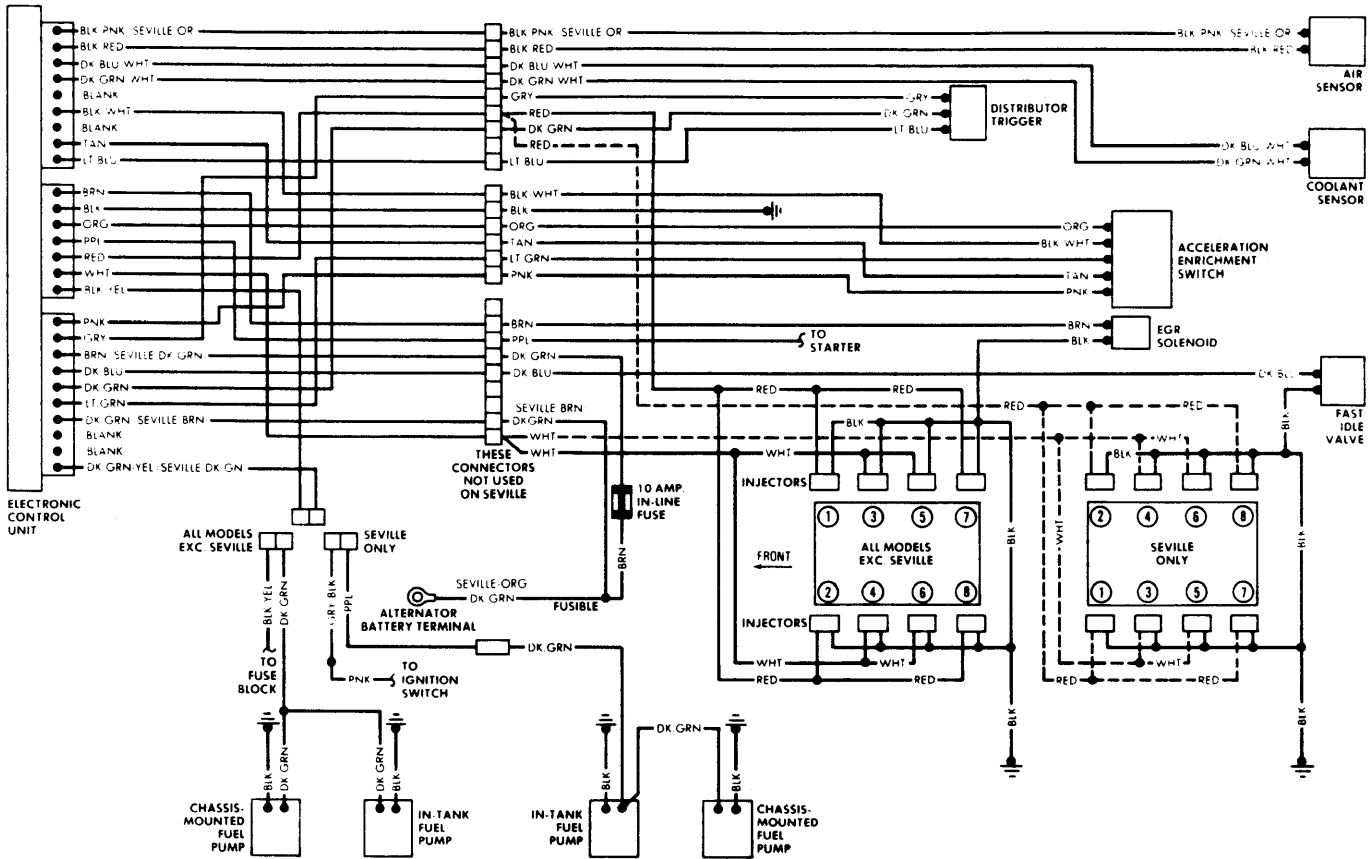 BLK PNK SEVILLE OR
BLK RED
DK BLU WHT
DK GRN WHT
BLANK
BLK WHT
BLANK
TAN
LT BLU
BRN
BLK
ORG
PPL
RED
WHT
BLK YEL
PNK
GRY
BRN SEVILLE DK GRN
DK BLU
DK GRN
LT GRN
DK GRN SEVILLE BRN
BLANK
BLANK
DK GRN-YEL (SEVILLE DK GN
ELECTRONIC
CONTROL
UNIT
BLK PNK SEVILLE OR
BLK RED
DK BLU WHT
DK GRN WHT
GRY
RED
DK GRN
RED
LT BLU
BLK-WHT
BLK
ORG
TAN
LT GRN
PNK
BRN
PPL
DK GRN
DK BLU
SEVILLE BRN
DKGRN
WHT
WHT
THESE
CONNECTORS
NOT USED
ON SEVILLE
TO
STARTER
10 AMP.
IN-LINE
FUSE
BRN
GRY
DK GRN
LT BLU
DISTRIBUTOR
TRIGGER
BLK PNK SEVILLE OR
BLK RED
AIR
SENSOR
DK BLU WHT
DK GRN WHT
COOLANT
SENSOR
ORG
BLK WHT
TAN
PNK
ACCELERATION
ENRICHMENT
SWITCH
BRN
BLK
EGR
SOLENOID
DK BLU
BLK
FAST
IDLE
VALVE
RED
RED
BLK
WHT
WHT
INJECTORS
1 3 5 7
ALL MODELS
EXC. SEVILLE
2 4 6 8
INJECTORS
FRONT
WHT
WHT
RED
RED
BLK
BLK
RED
RED
WHT
BLK
WHT
2 4 6 8
SEVILLE
ONLY
1 3 5 7
WHT
RED
RED
BLK
BLK
ALL MODELS
EXC. SEVILLE
SEVILLE
ONLY
BLK YEL
DK GRN
GRY BLK
PPL
SEVILLE-ORG
DK GRN
FUSIBLE
ALTERNATOR
BATTERY TERMINAL
TO
FUSE
BLOCK
PNK
TO
IGNITION
SWITCH
DK GRN
BLK
DK GRN
DK GRN
BLK
CHASSIS-
MOUNTED
FUEL
PUMP
IN-TANK
FUEL
PUMP
BLK
DK GRN
BLK
IN-TANK
FUEL
PUMP
CHASSIS-
MOUNTED
FUEL
PUMP